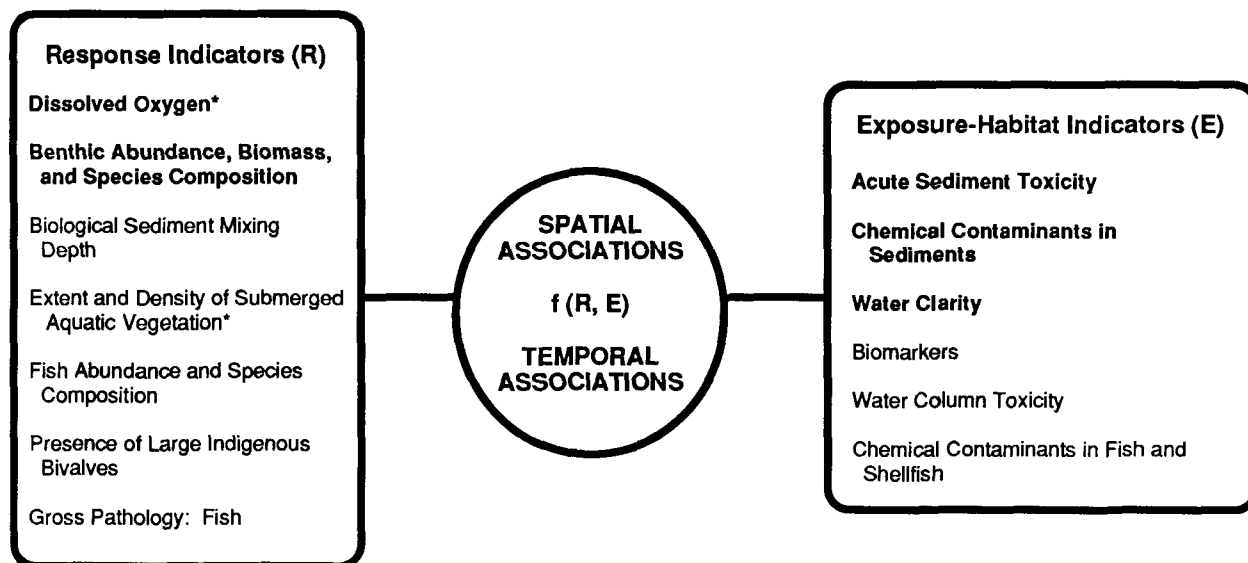 Response Indicators (R)
Dissolved Oxygen*
Benthic Abundance, Biomass,
and Species Composition
Biological Sediment Mixing
Depth
Extent and Density of Submerged
Aquatic Vegetation*
Fish Abundance and Species
Composition
Presence of Large Indigenous
Bivalves
Gross Pathology: Fish
SPATIAL
ASSOCIATIONS
f (R, E)
TEMPORAL
ASSOCIATIONS
Exposure-Habitat Indicators (E)
Acute Sediment Toxicity
Chemical Contaminants in
Sediments
Water Clarity
Biomarkers
Water Column Toxicity
Chemical Contaminants in Fish and
Shellfish